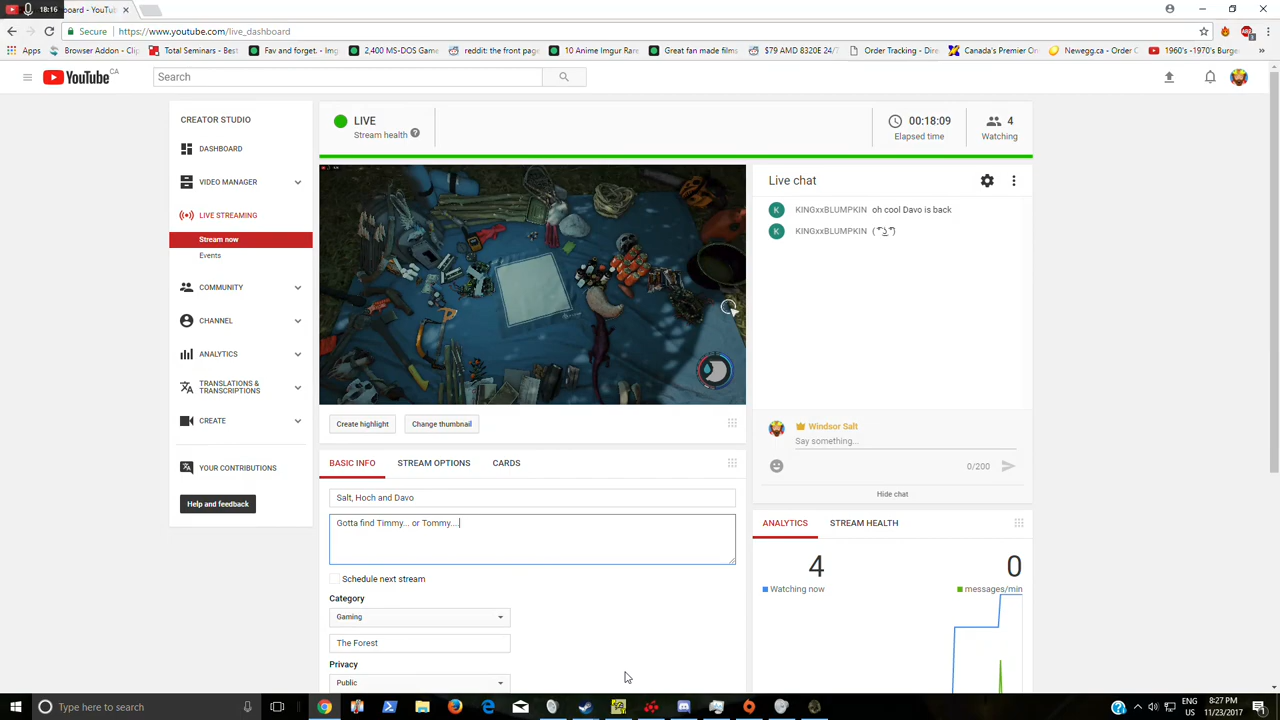 18:16
board - YouTu
Secure
https://www.youtube.com/live_dashboard
Apps
Browser Addon - Clip
Total Seminars - Best
Fav and forget. - Img
2,400 MS-DOS Game
reddit: the front page
10 Anime Imgur Rare
Great fan made films
$79 AMD 8320E 24/7
Order Tracking - Dire
Canada's Premier On
Newegg.ca - Order C
1960's -1970's Burge
YouTube CA
Search
CREATOR STUDIO
DASHBOARD
VIDEO MANAGER
LIVE STREAMING
Stream now
Events
COMMUNITY
CHANNEL
ANALYTICS
TRANSLATIONS &
TRANSCRIPTIONS
CREATE
YOUR CONTRIBUTIONS
Help and feedback
LIVE
Stream health ?
00:18:09
Elapsed time
4
Watching
Create highlight
Change thumbnail
BASIC INFO
STREAM OPTIONS
CARDS
Salt, Hoch and Davo
Gotta find Timmy... or Tommy....
Schedule next stream
Category
Gaming
The Forest
Privacy
Public
Live chat
K KINGxxBLUMPKIN oh cool Davo is back
K KINGxxBLUMPKIN ( ͡° ͜ʖ ͡°)
Windsor Salt
Say something...
0/200
Hide chat
ANALYTICS
STREAM HEALTH
4
Watching now
0
messages/min
Type here to search
ENG
US
8:27 PM
11/23/2017